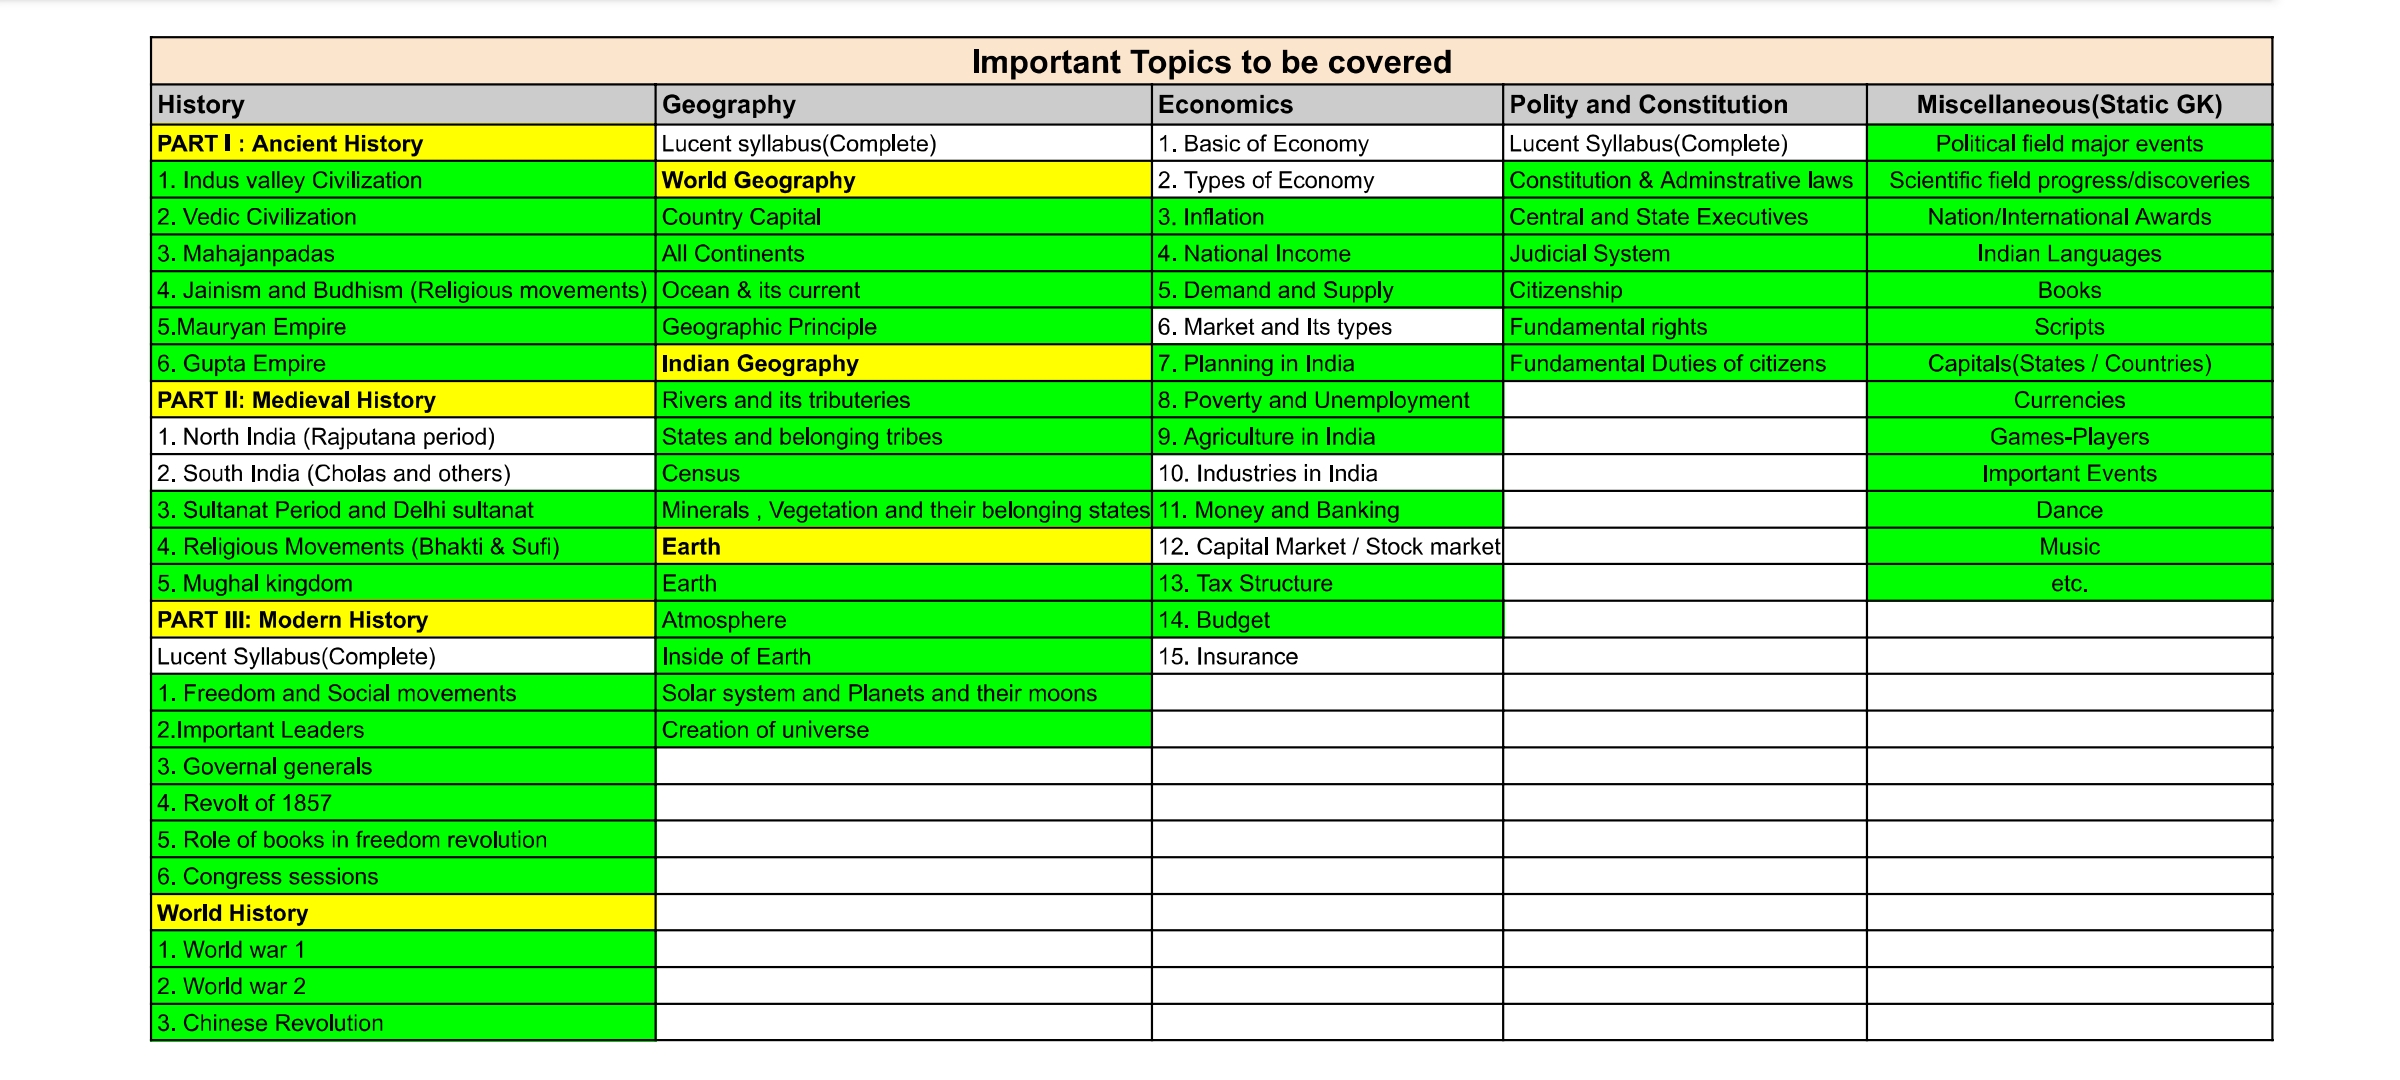 Important Topics to be covered
History Geography Economics Polity and Constitution Miscellaneous(Static GK)
PART I : Ancient History Lucent syllabus(Complete) 1. Basic of Economy Lucent Syllabus(Complete) Political field major events
1. Indus valley Civilization World Geography 2. Types of Economy Constitution & Adminstrative laws Scientific field progress/discoveries
2. Vedic Civilization Country Capital 3. Inflation Central and State Executives Nation/International Awards
3. Mahajanpadas All Continents 4. National Income Judicial System Indian Languages
4. Jainism and Budhism (Religious movements) Ocean & its current 5. Demand and Supply Citizenship Books
5.Mauryan Empire Geographic Principle 6. Market and Its types Fundamental rights Scripts
6. Gupta Empire Indian Geography 7. Planning in India Fundamental Duties of citizens Capitals(States / Countries)
PART II: Medieval History Rivers and its tributeries 8. Poverty and Unemployment Currencies
1. North India (Rajputana period) States and belonging tribes 9. Agriculture in India Games-Players
2. South India (Cholas and others) Census 10. Industries in India Important Events
3. Sultanat Period and Delhi sultanat Minerals , Vegetation and their belonging states 11. Money and Banking Dance
4. Religious Movements (Bhakti & Sufi) Earth 12. Capital Market / Stock market Music
5. Mughal kingdom Earth 13. Tax Structure etc.
PART III: Modern History Atmosphere 14. Budget
Lucent Syllabus(Complete) Inside of Earth 15. Insurance
1. Freedom and Social movements Solar system and Planets and their moons
2.Important Leaders Creation of universe
3. Governal generals
4. Revolt of 1857
5. Role of books in freedom revolution
6. Congress sessions
World History
1. World war 1
2. World war 2
3. Chinese Revolution